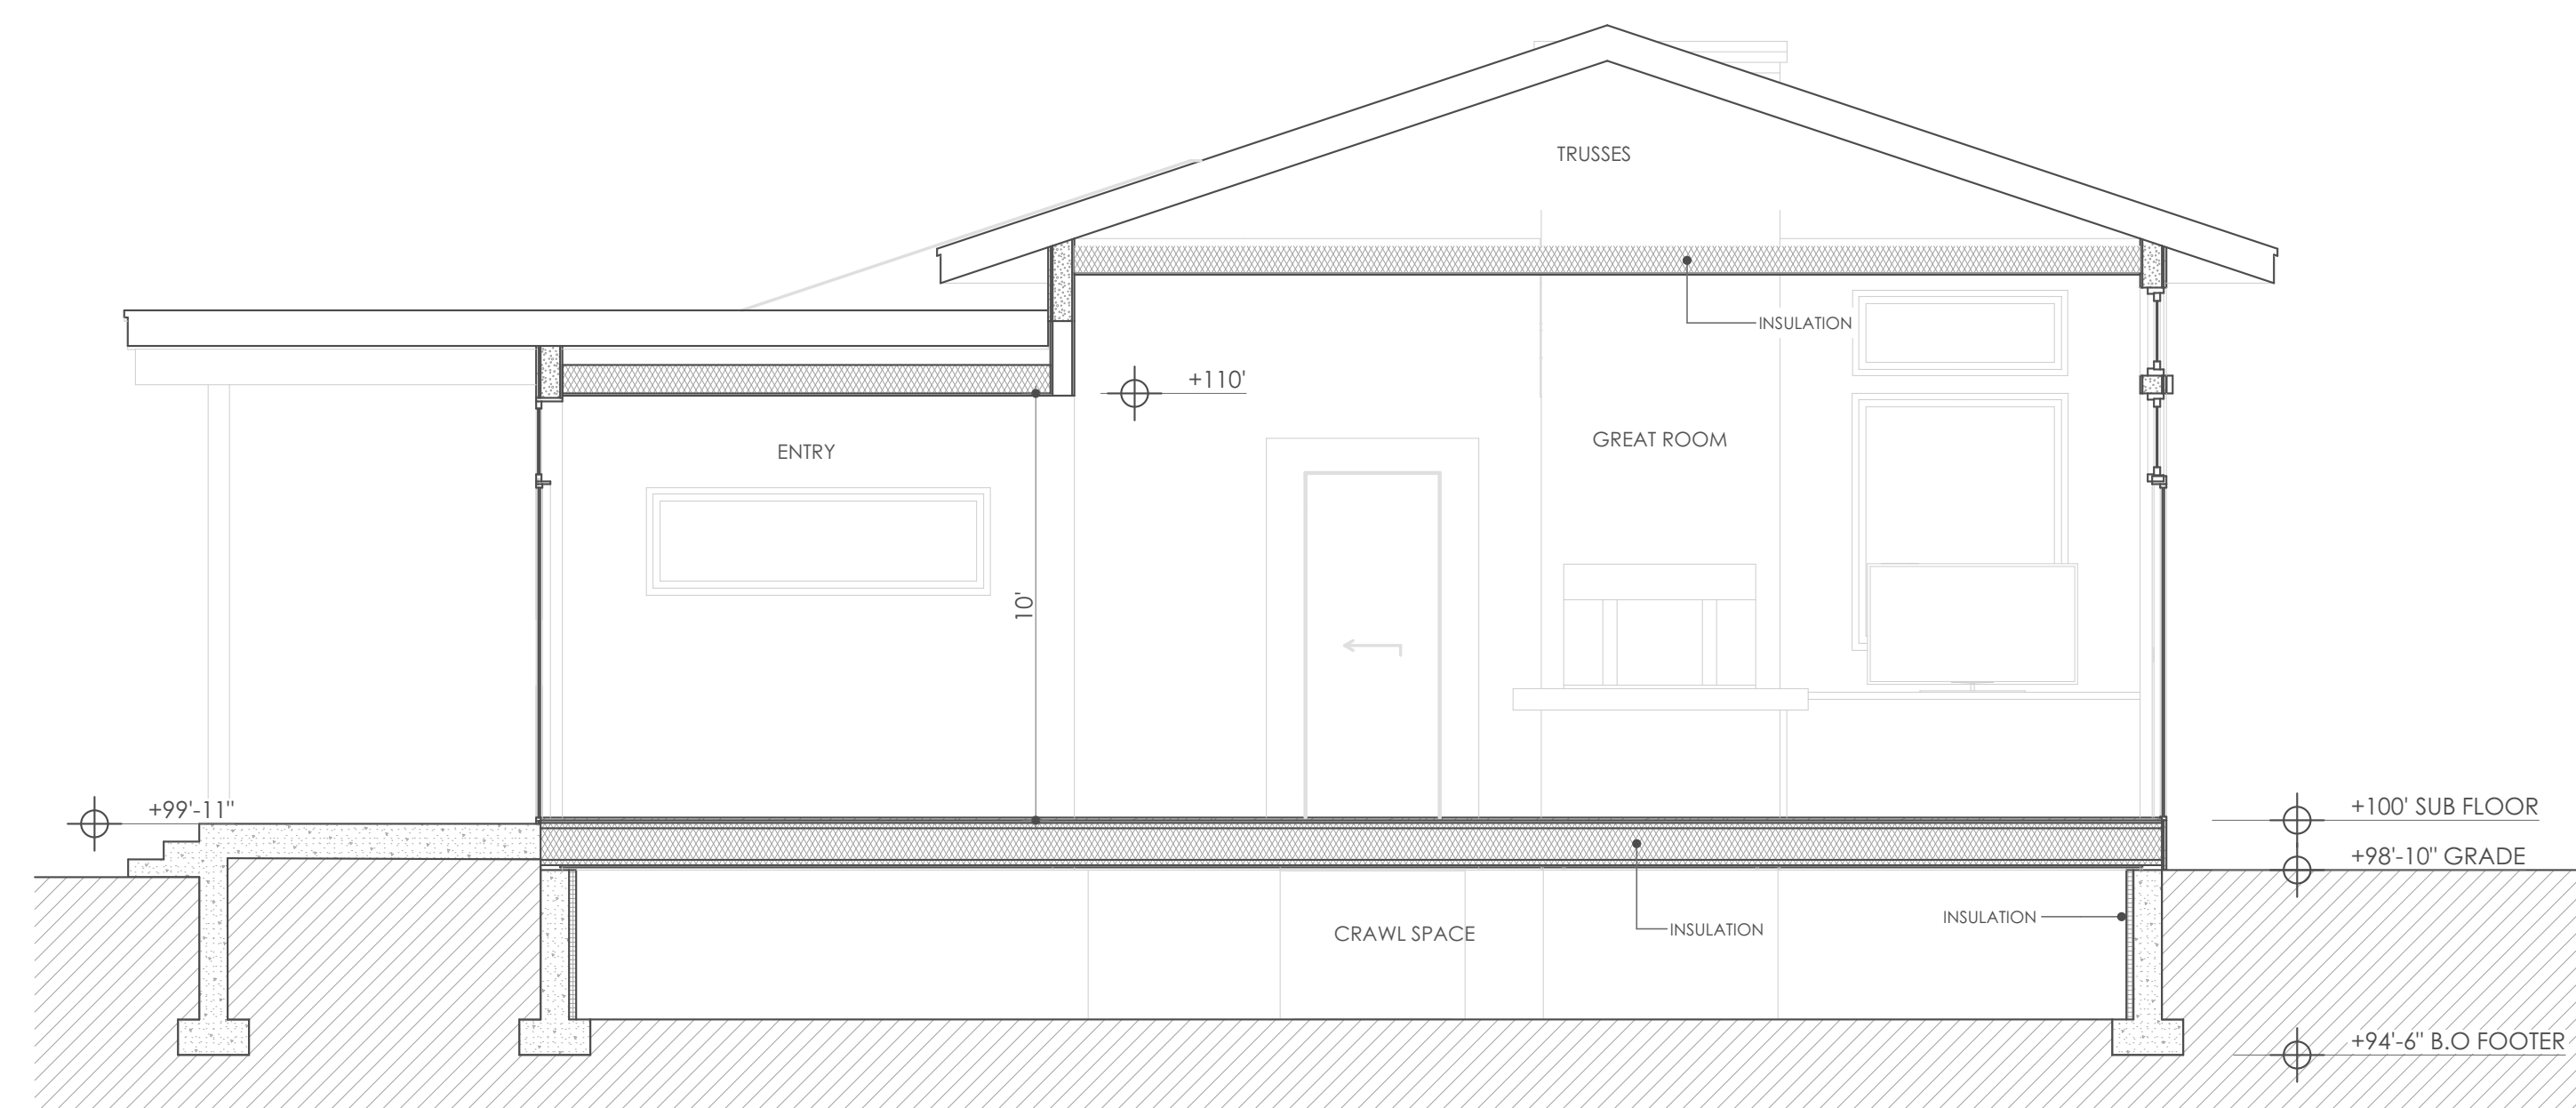 TRUSSES
INSULATION
+110'
GREAT ROOM
ENTRY
10'
+99'-11"
+100' SUB FLOOR
+98'-10" GRADE
INSULATION
INSULATION
CRAWL SPACE
+94'-6" B.O FOOTER